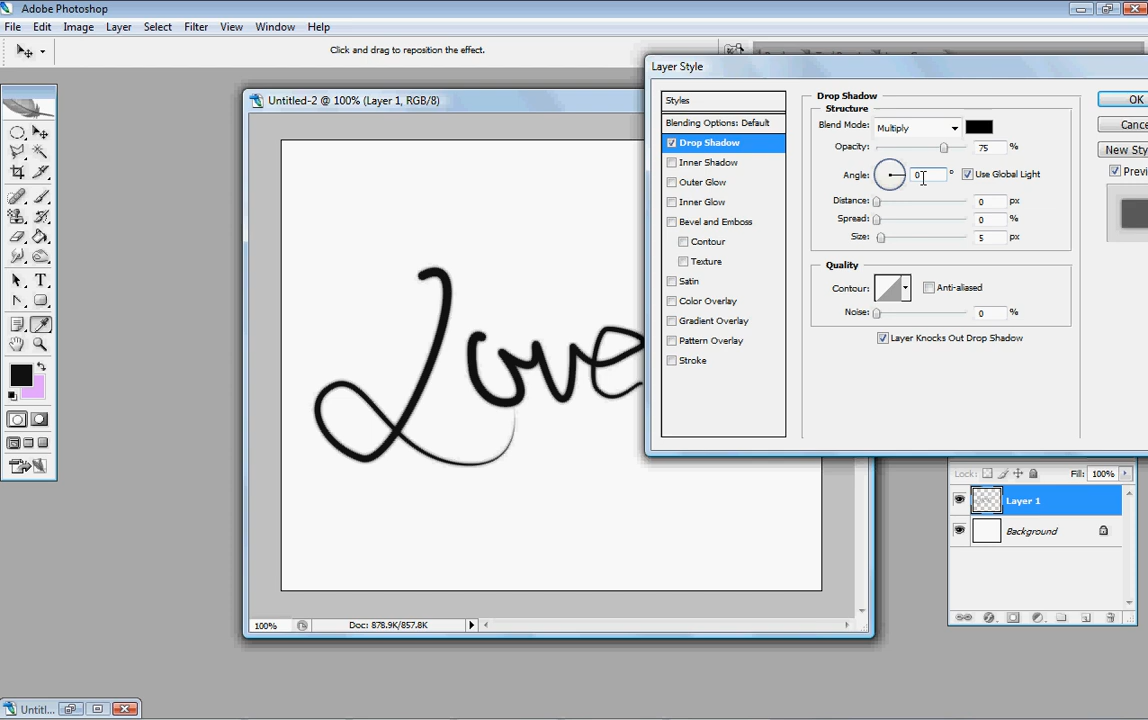 Adobe Photoshop
File Edit Image Layer Select Filter View Window Help
Click and drag to reposition the effect.
Layer Style
Untitled-2 @ 100% (Layer 1, RGB/8)
Styles
Blending Options: Default
Drop Shadow
Inner Shadow
Outer Glow
Inner Glow
Bevel and Emboss
Contour
Texture
Satin
Color Overlay
Gradient Overlay
Pattern Overlay
Stroke
Drop Shadow
Structure
Blend Mode: Multiply
Opacity: 75 %
Angle: 0 ° Use Global Light
Distance: 0 px
Spread: 0 %
Size: 5 px
Quality
Contour: Anti-aliased
Noise: 0 %
Layer Knocks Out Drop Shadow
OK
Cance
New Sty
Previ
Love
Lock: Fill: 100%
Layer 1
Background
100% Doc: 878.9K/857.8K
Untitl...